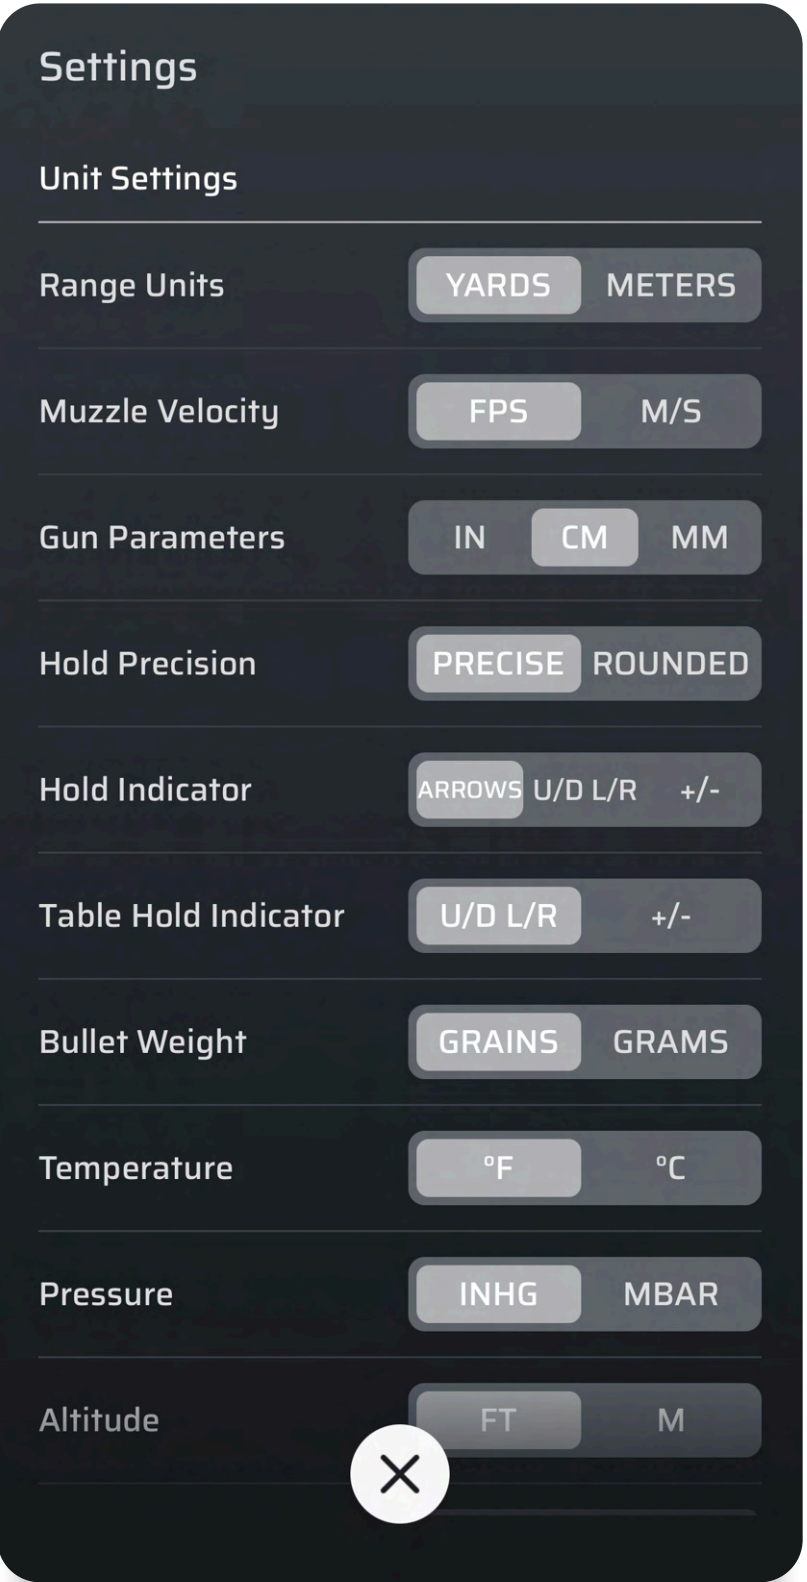 Settings
Unit Settings
Range Units YARDS METERS
Muzzle Velocity FPS M/S
Gun Parameters IN CM MM
Hold Precision PRECISE ROUNDED
Hold Indicator ARROWS U/D L/R +/-
Table Hold Indicator U/D L/R +/-
Bullet Weight GRAINS GRAMS
Temperature °F °C
Pressure INHG MBAR
Altitude FT M